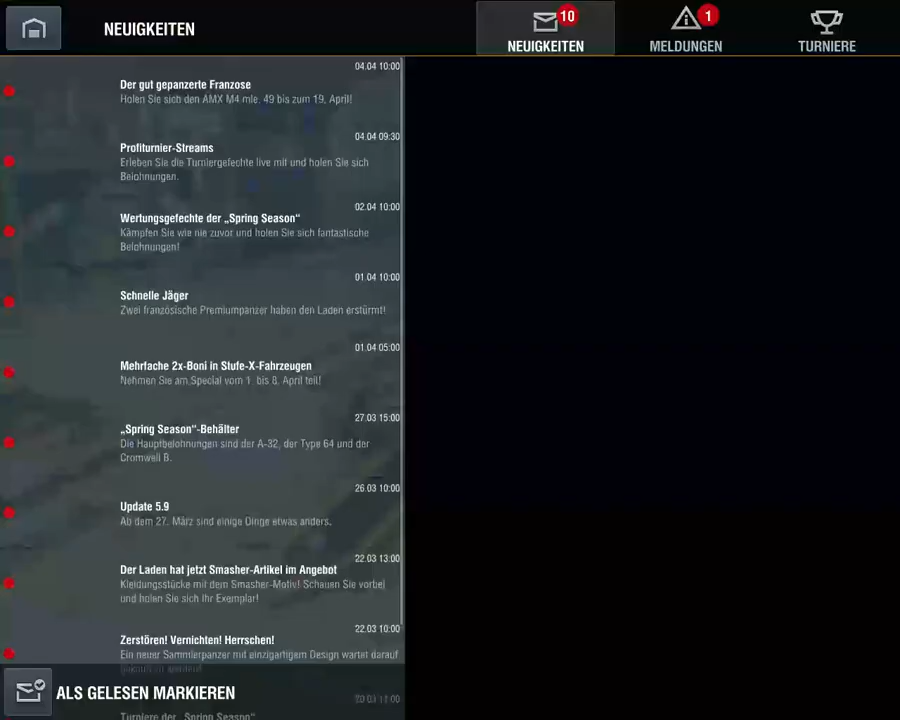 NEUIGKEITEN
10
NEUIGKEITEN
1
MELDUNGEN
TURNIERE
04.04 10:00
Der gut gepanzerte Franzose
Holen Sie sich den AMX M4 mle. 49 bis zum 19. April!
04.04 09:30
Profiturnier-Streams
Erleben Sie die Turniergefechte live mit und holen Sie sich
Belohnungen.
02.04 10:00
Wertungsgefechte der „Spring Season“
Kämpfen Sie wie nie zuvor und holen Sie sich fantastische
Belohnungen!
01.04 10:00
Schnelle Jäger
Zwei französische Premiumpanzer haben den Laden erstürmt!
01.04 05:00
Mehrfache 2x-Boni in Stufe-X-Fahrzeugen
Nehmen Sie am Special vom 1. bis 8. April teil!
27.03 15:00
„Spring Season“-Behälter
Die Hauptbelohnungen sind der A-32, der Type 64 und der
Cromwell B.
26.03 10:00
Update 5.9
Ab dem 27. März sind einige Dinge etwas anders.
22.03 13:00
Der Laden hat jetzt Smasher-Artikel im Angebot
Kleidungsstücke mit dem Smasher-Motiv! Schauen Sie vorbei
und holen Sie sich Ihr Exemplar!
22.03 10:00
Zerstören! Vernichten! Herrschen!
Ein neuer Sammlerpanzer mit einzigartigem Design wartet darauf
ALS GELESEN MARKIEREN
20.03 11:00
Turniere der „Spring Season“